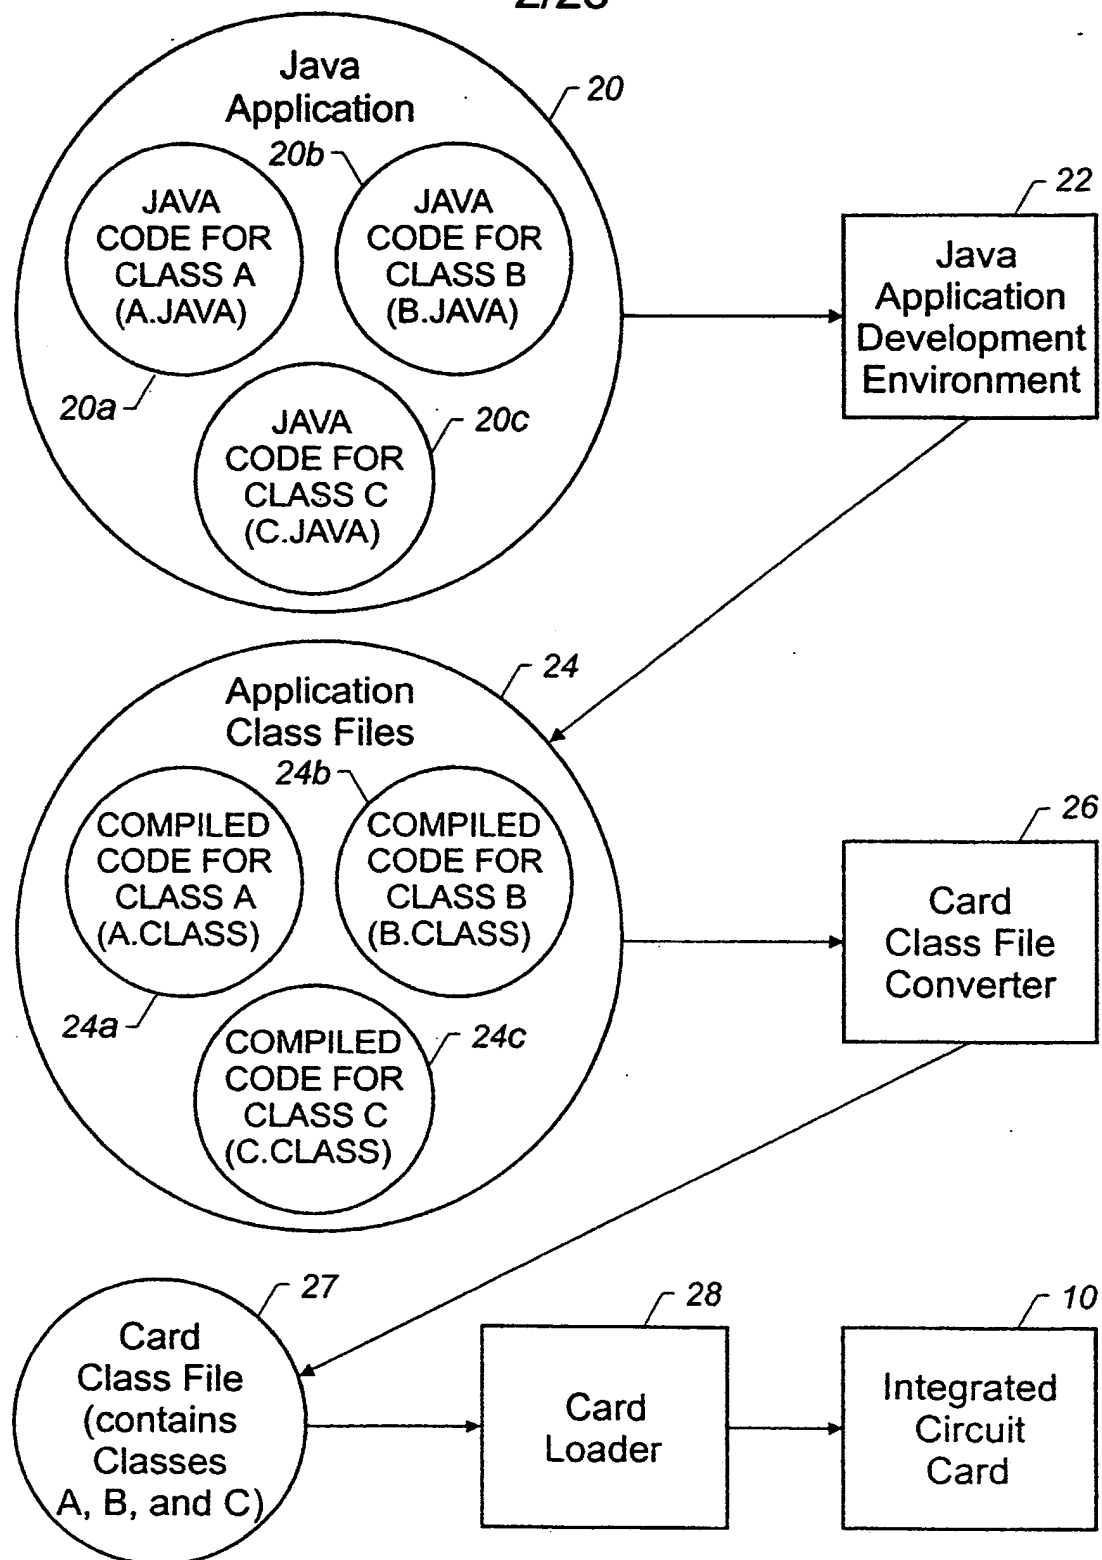 Java
Application
20
20b
JAVA
CODE FOR
CLASS A
(A.JAVA)
JAVA
CODE FOR
CLASS B
(B.JAVA)
22
Java
Application
Development
Environment
20a
JAVA
CODE FOR
CLASS C
(C.JAVA)
20c
Application
Class Files
24
24b
COMPILED
CODE FOR
CLASS A
(A.CLASS)
COMPILED
CODE FOR
CLASS B
(B.CLASS)
26
Card
Class File
Converter
24a
COMPILED
CODE FOR
CLASS C
(C.CLASS)
24c
27
Card
Class File
(contains
Classes
A, B, and C)
28
Card
Loader
10
Integrated
Circuit
Card